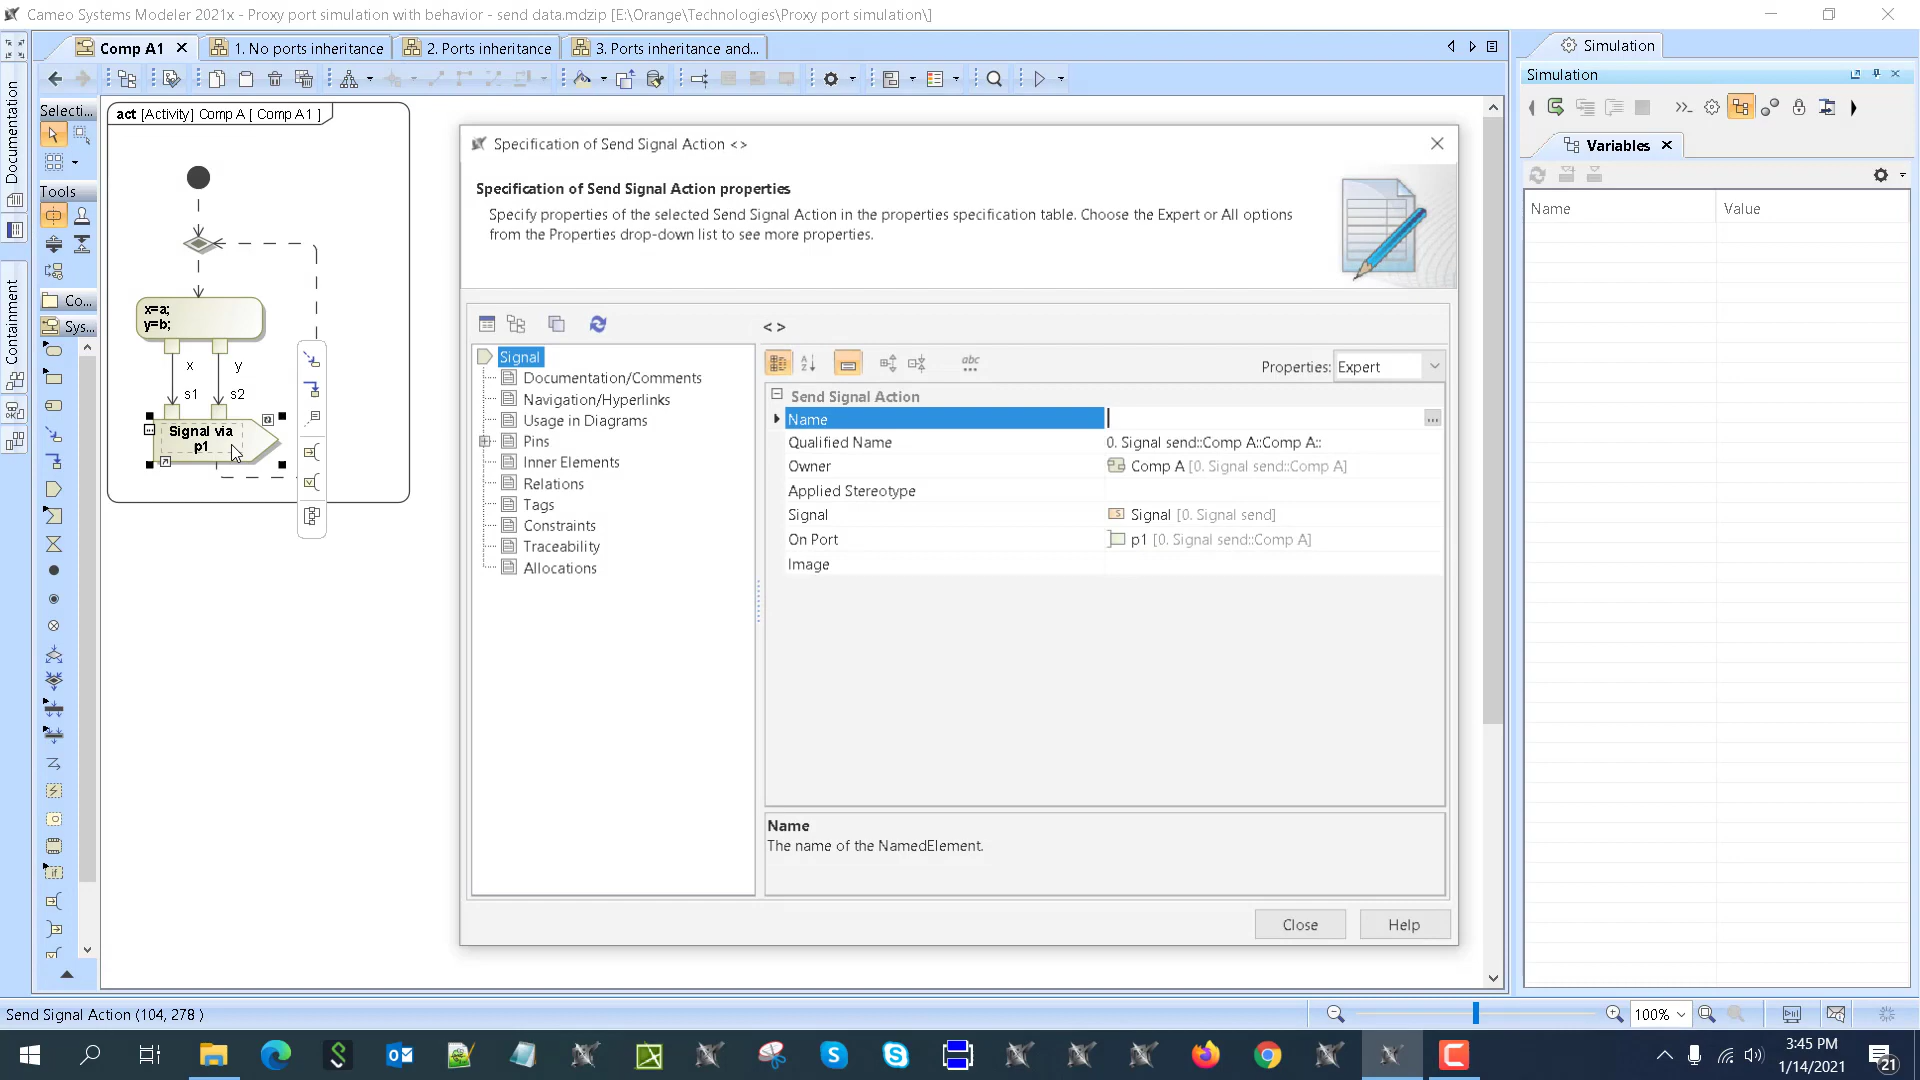 Cameo Systems Modeler 2021x - Proxy port simulation with behavior - send data.mdzip [E:\Orange\Technologies\Proxy port simulation\]
Comp A1
1. No ports inheritance
2. Ports inheritance
3. Ports inheritance and...
Simulation
Simulation
Variables
Name
Value
Documentation
Containment
Selecti...
Tools
Co...
Sys...
act [Activity] Comp A [ Comp A1 ]
x=a;
y=b;
x
y
s1
s2
Signal via
p1
Specification of Send Signal Action <>
Specification of Send Signal Action properties
Specify properties of the selected Send Signal Action in the properties specification table. Choose the Expert or All options
from the Properties drop-down list to see more properties.
< >
Signal
Documentation/Comments
Navigation/Hyperlinks
Usage in Diagrams
Pins
Inner Elements
Relations
Tags
Constraints
Traceability
Allocations
Properties: Expert
Send Signal Action
Name
Qualified Name
0. Signal send::Comp A::Comp A::
Owner
Comp A [0. Signal send::Comp A]
Applied Stereotype
Signal
Signal [0. Signal send]
On Port
p1 [0. Signal send::Comp A]
Image
Name
The name of the NamedElement.
Close
Help
Send Signal Action (104, 278 )
100%
3:45 PM
1/14/2021
21